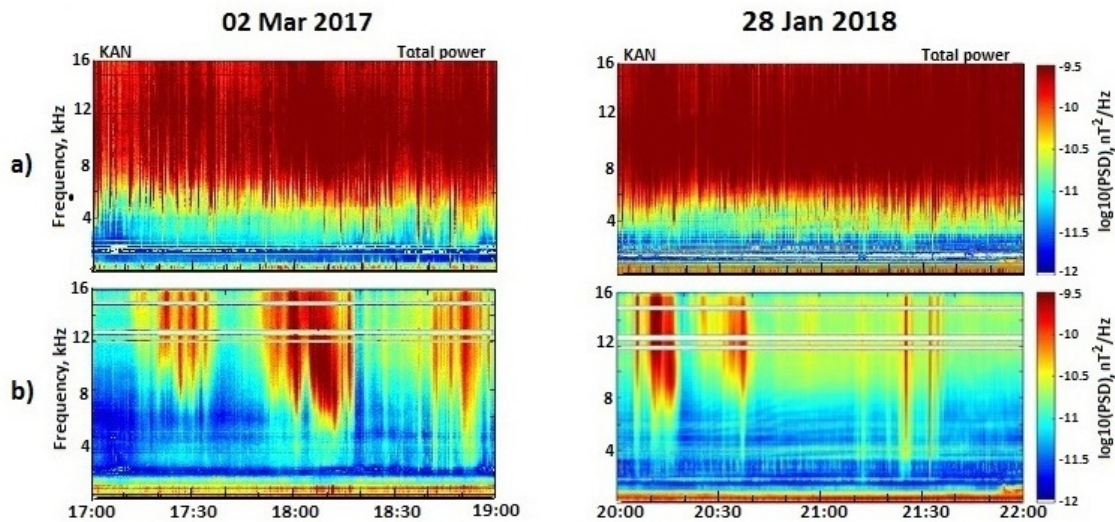 02 Mar 2017 28 Jan 2018
KAN Total power KAN Total power
a)
Frequency, kHz
16
12
8
4
16
12
8
4
-9.5
-10
-10.5
-11
-11.5
-12
log10(PSD), nT²/Hz
b)
Frequency, kHz
16
12
8
4
17:00 17:30 18:00 18:30 19:00
16
12
8
4
20:00 20:30 21:00 21:30 22:00
-9.5
-10
-10.5
-11
-11.5
-12
log10(PSD), nT²/Hz